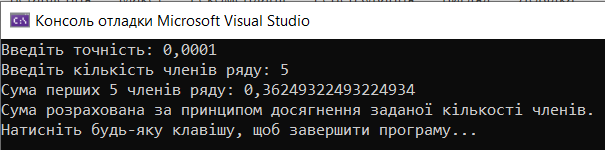 Консоль отладки Microsoft Visual Studio
Введіть точність: 0,0001
Введіть кількість членів ряду: 5
Сума перших 5 членів ряду: 0,36249322493224934
Сума розрахована за принципом досягнення заданої кількості членів.
Натисніть будь-яку клавішу, щоб завершити програму...